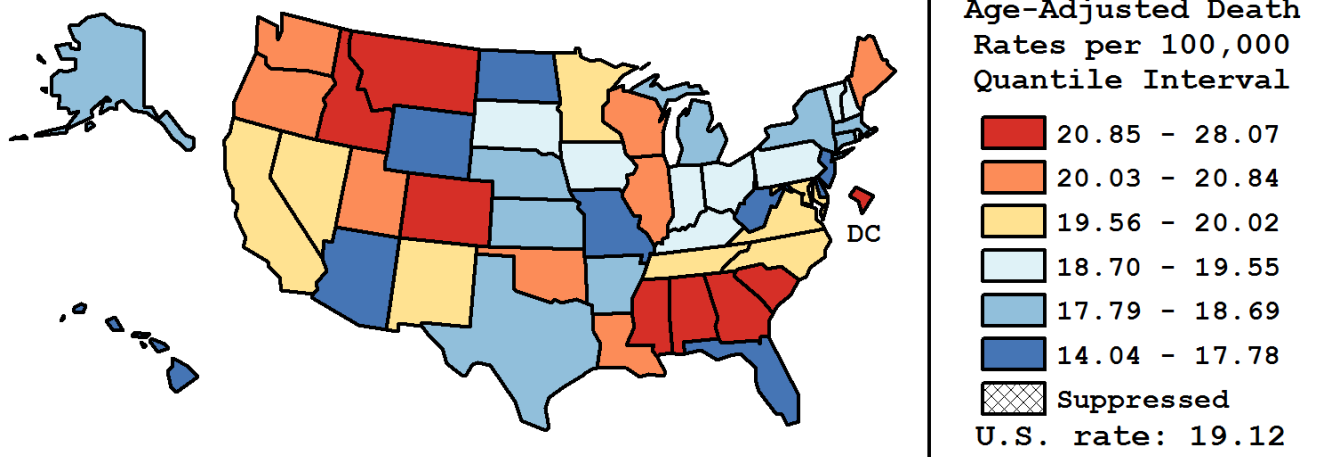 Age-Adjusted Death
Rates per 100,000
Quantile Interval
20.85 - 28.07
20.03 - 20.84
19.56 - 20.02
18.70 - 19.55
17.79 - 18.69
14.04 - 17.78
Suppressed
U.S. rate: 19.12
DC